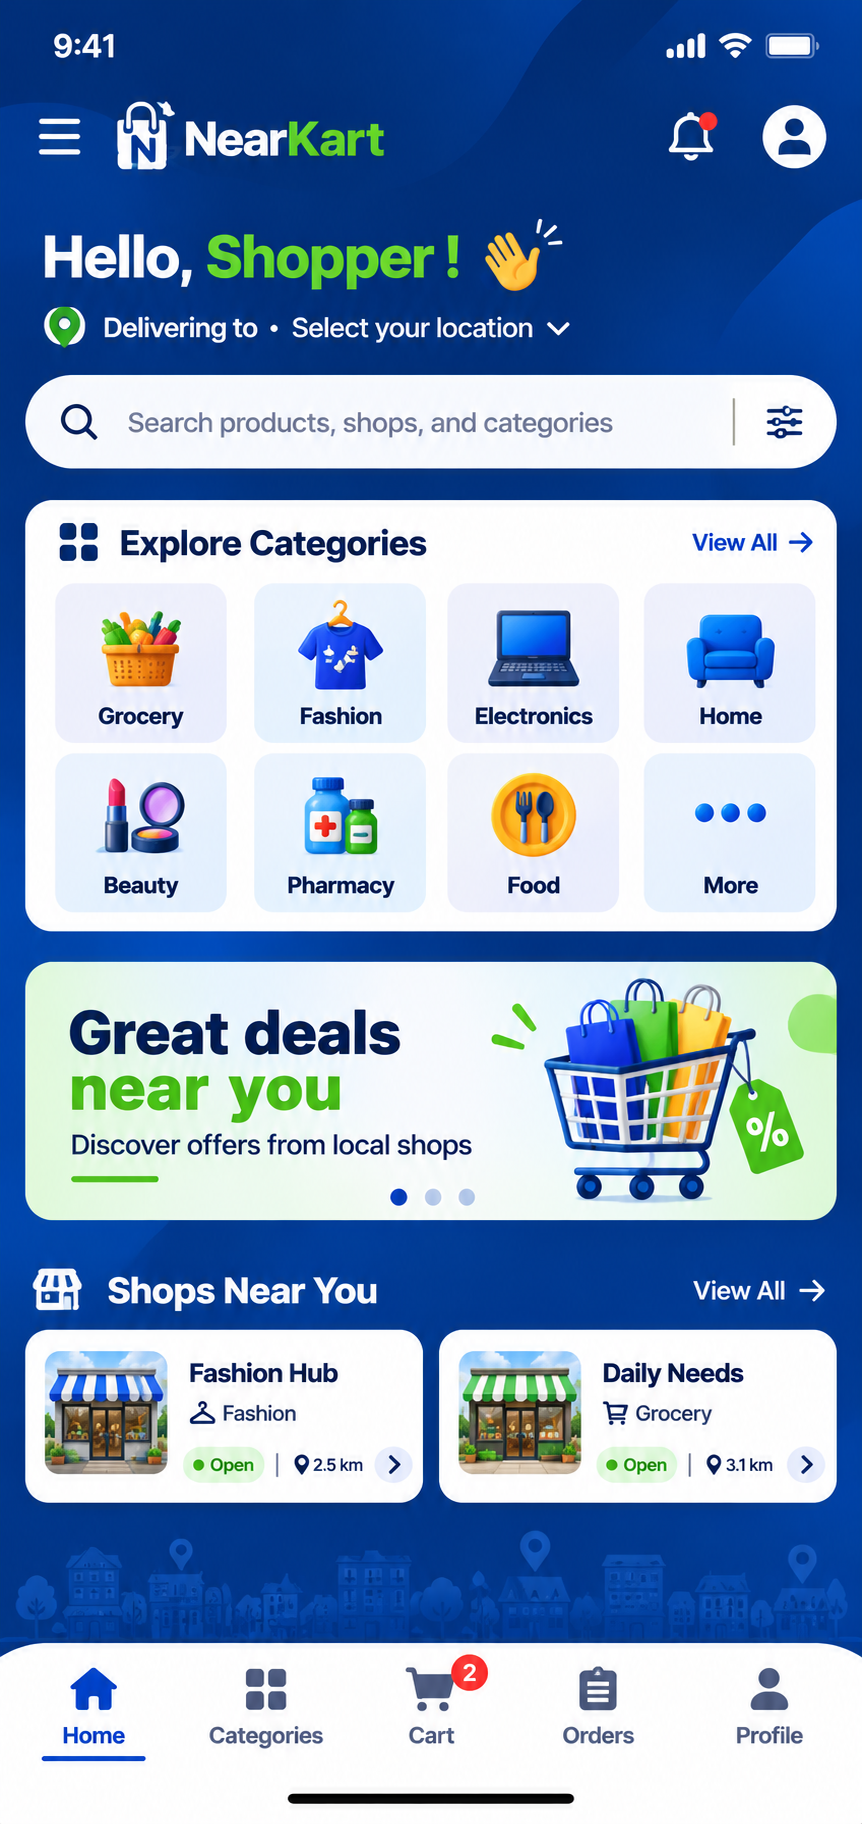 9:41
N NearKart
Hello, Shopper !
Delivering to • Select your location
Search products, shops, and categories
Explore Categories
View All
Grocery
Fashion
Electronics
Home
Beauty
Pharmacy
Food
More
Great deals
near you
Discover offers from local shops
%
Shops Near You
View All
Fashion Hub
Fashion
Open | 2.5 km
Daily Needs
Grocery
Open | 3.1 km
2
Home
Categories
Cart
Orders
Profile